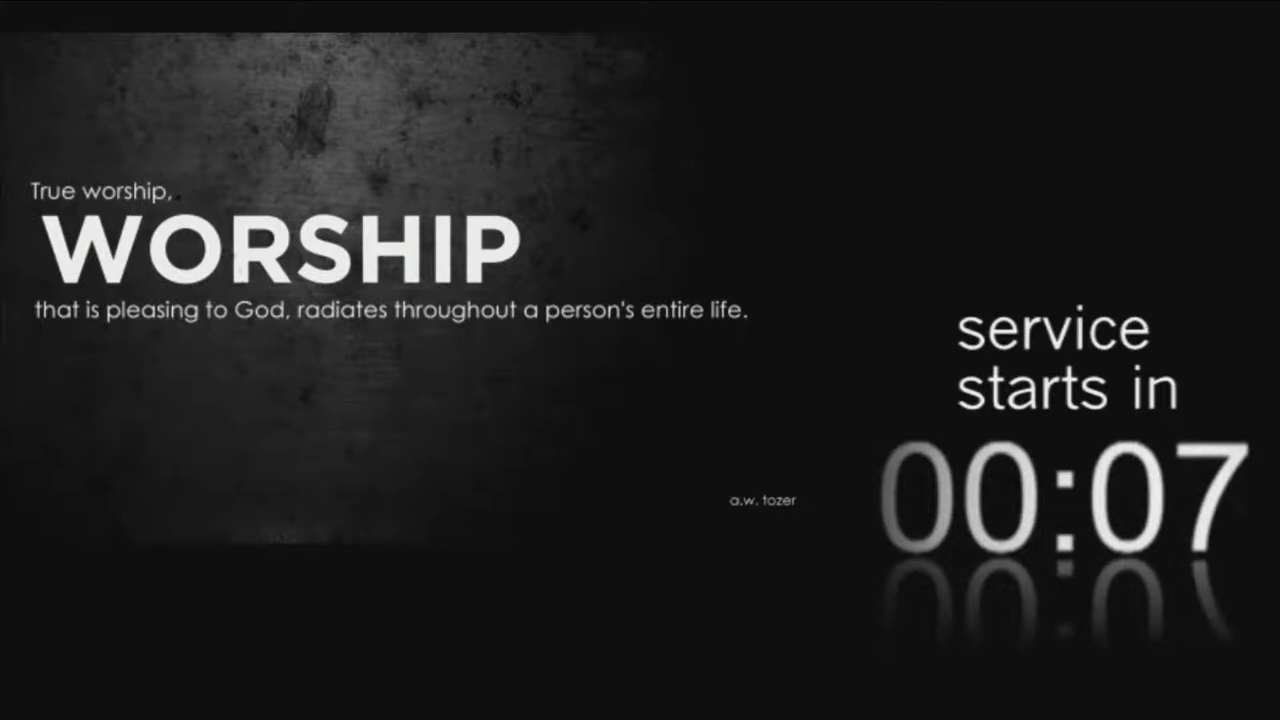 True worship,
WORSHIP
that is pleasing to God, radiates throughout a person's entire life.
a.w. tozer
service
starts in
00:07